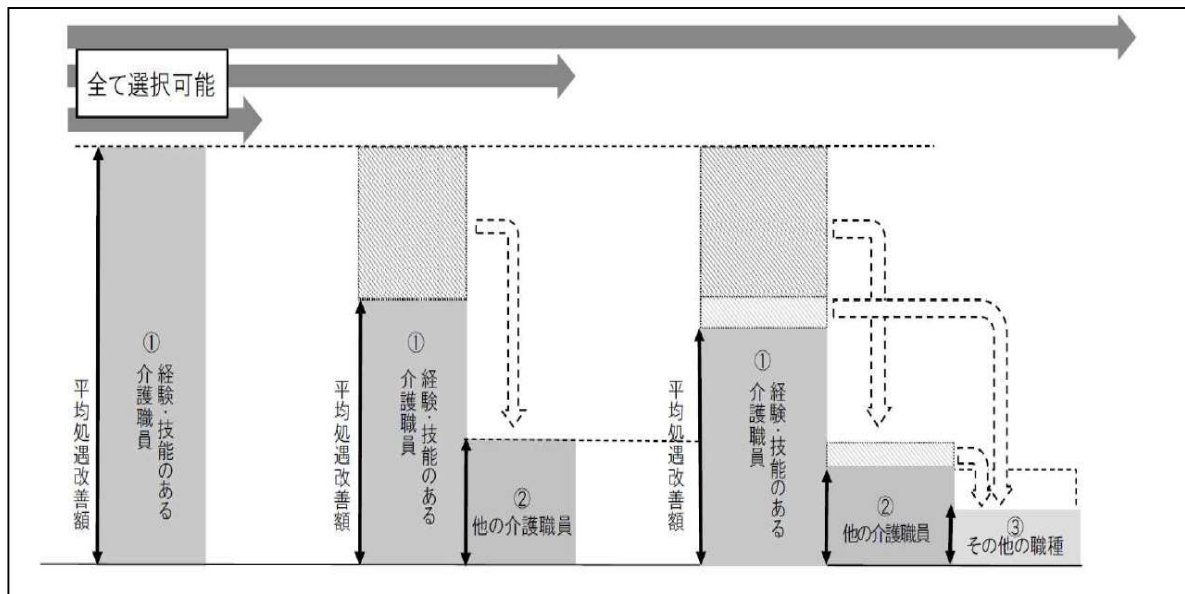 全て選択可能
平均処遇改善額
①
経験・技能のある
介護職員
平均処遇改善額
①
経験・技能のある
介護職員
②
他の介護職員
平均処遇改善額
①
経験・技能のある
介護職員
②
他の介護職員
③
その他の職種